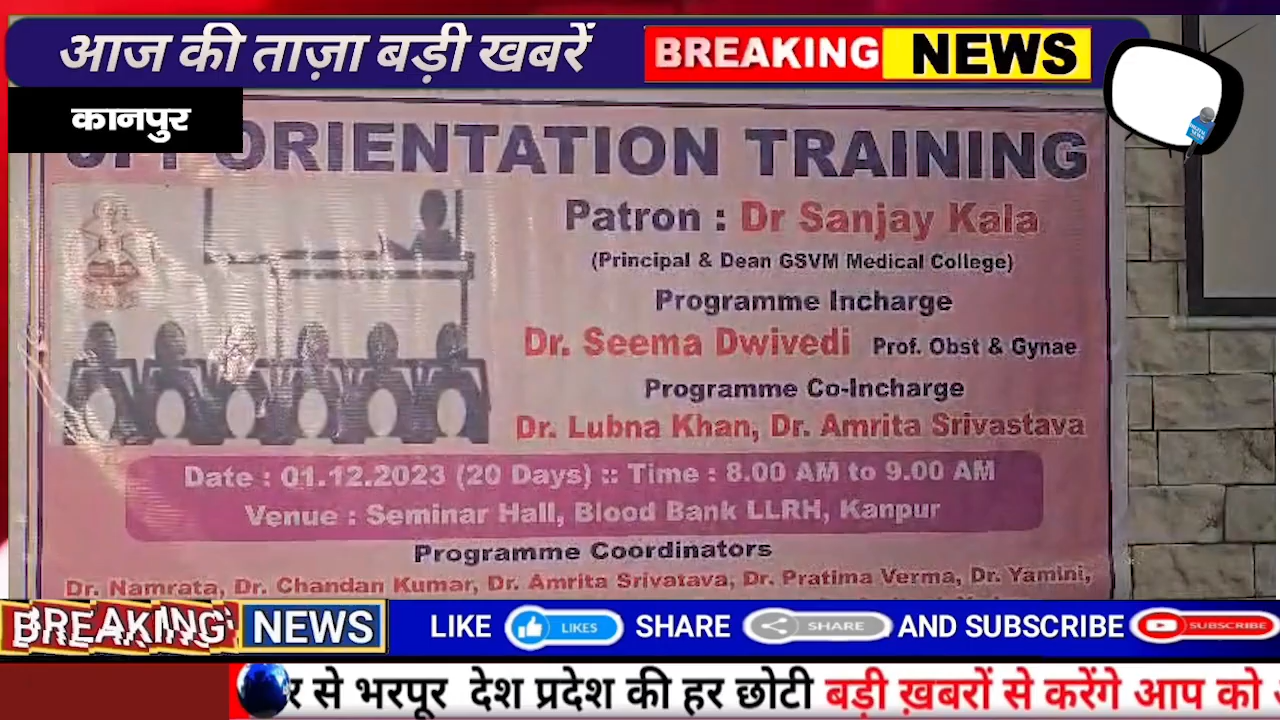 आज की ताज़ा बड़ी खबरें
BREAKING NEWS
कानपुर
ORIENTATION TRAINING
Patron : Dr Sanjay Kala
(Principal & Dean GSVM Medical College)
Programme Incharge
Dr. Seema Dwivedi Prof. Obst & Gynae
Programme Co-Incharge
Dr. Lubna Khan, Dr. Amrita Srivastava
Date : 01.12.2023 (20 Days) :: Time : 8.00 AM to 9.00 AM
Venue : Seminar Hall, Blood Bank LLRH, Kanpur
Programme Coordinators
Dr. Namrata, Dr. Chandan Kumar, Dr. Amrita Srivatava, Dr. Pratima Verma, Dr. Yamini,
BREAKING NEWS LIKE LIKES SHARE SHARE AND SUBSCRIBE SUBSCRIBE
र से भरपूर देश प्रदेश की हर छोटी बड़ी ख़बरों से करेंगे आप को